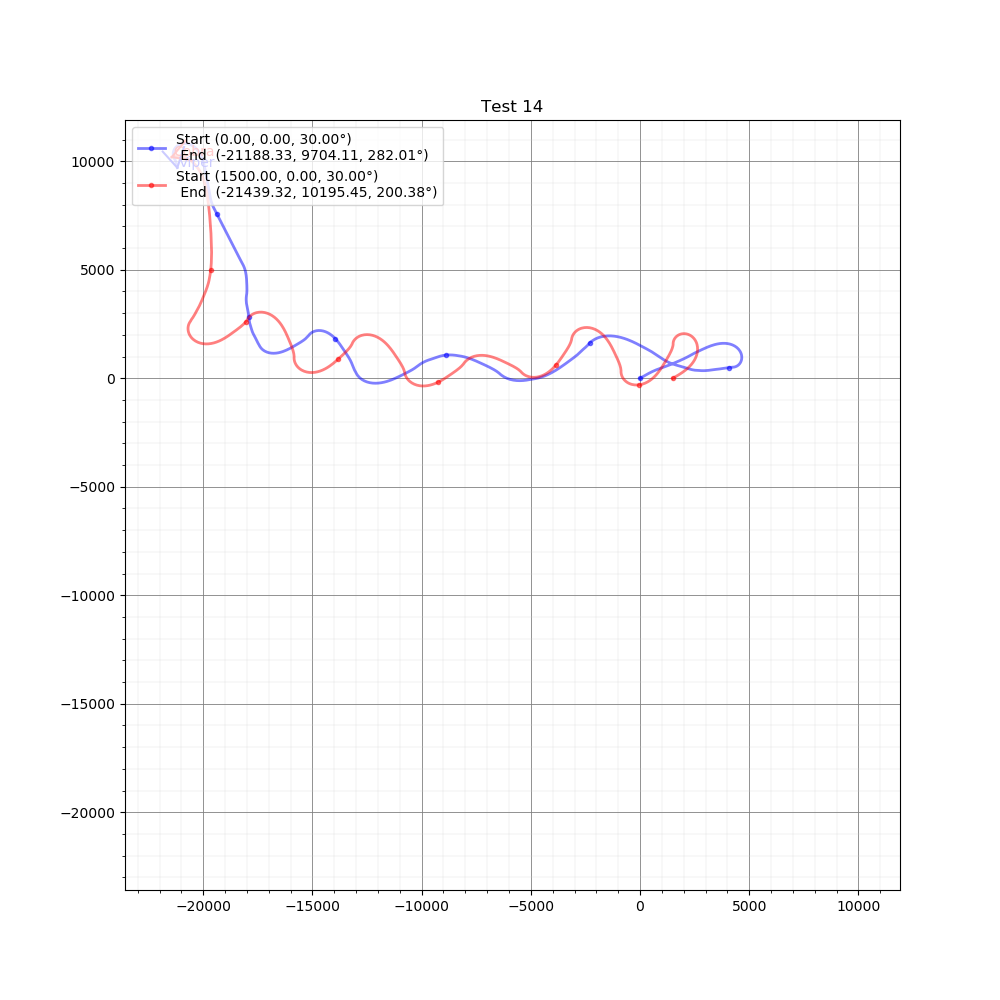 Test 14
Start (0.00, 0.00, 30.00°)
End (-21188.33, 9704.11, 282.01°)
Start (1500.00, 0.00, 30.00°)
End (-21439.32, 10195.45, 200.38°)
Viper
10000
5000
0
−5000
−10000
−15000
−20000
−20000
−15000
−10000
−5000
0
5000
10000